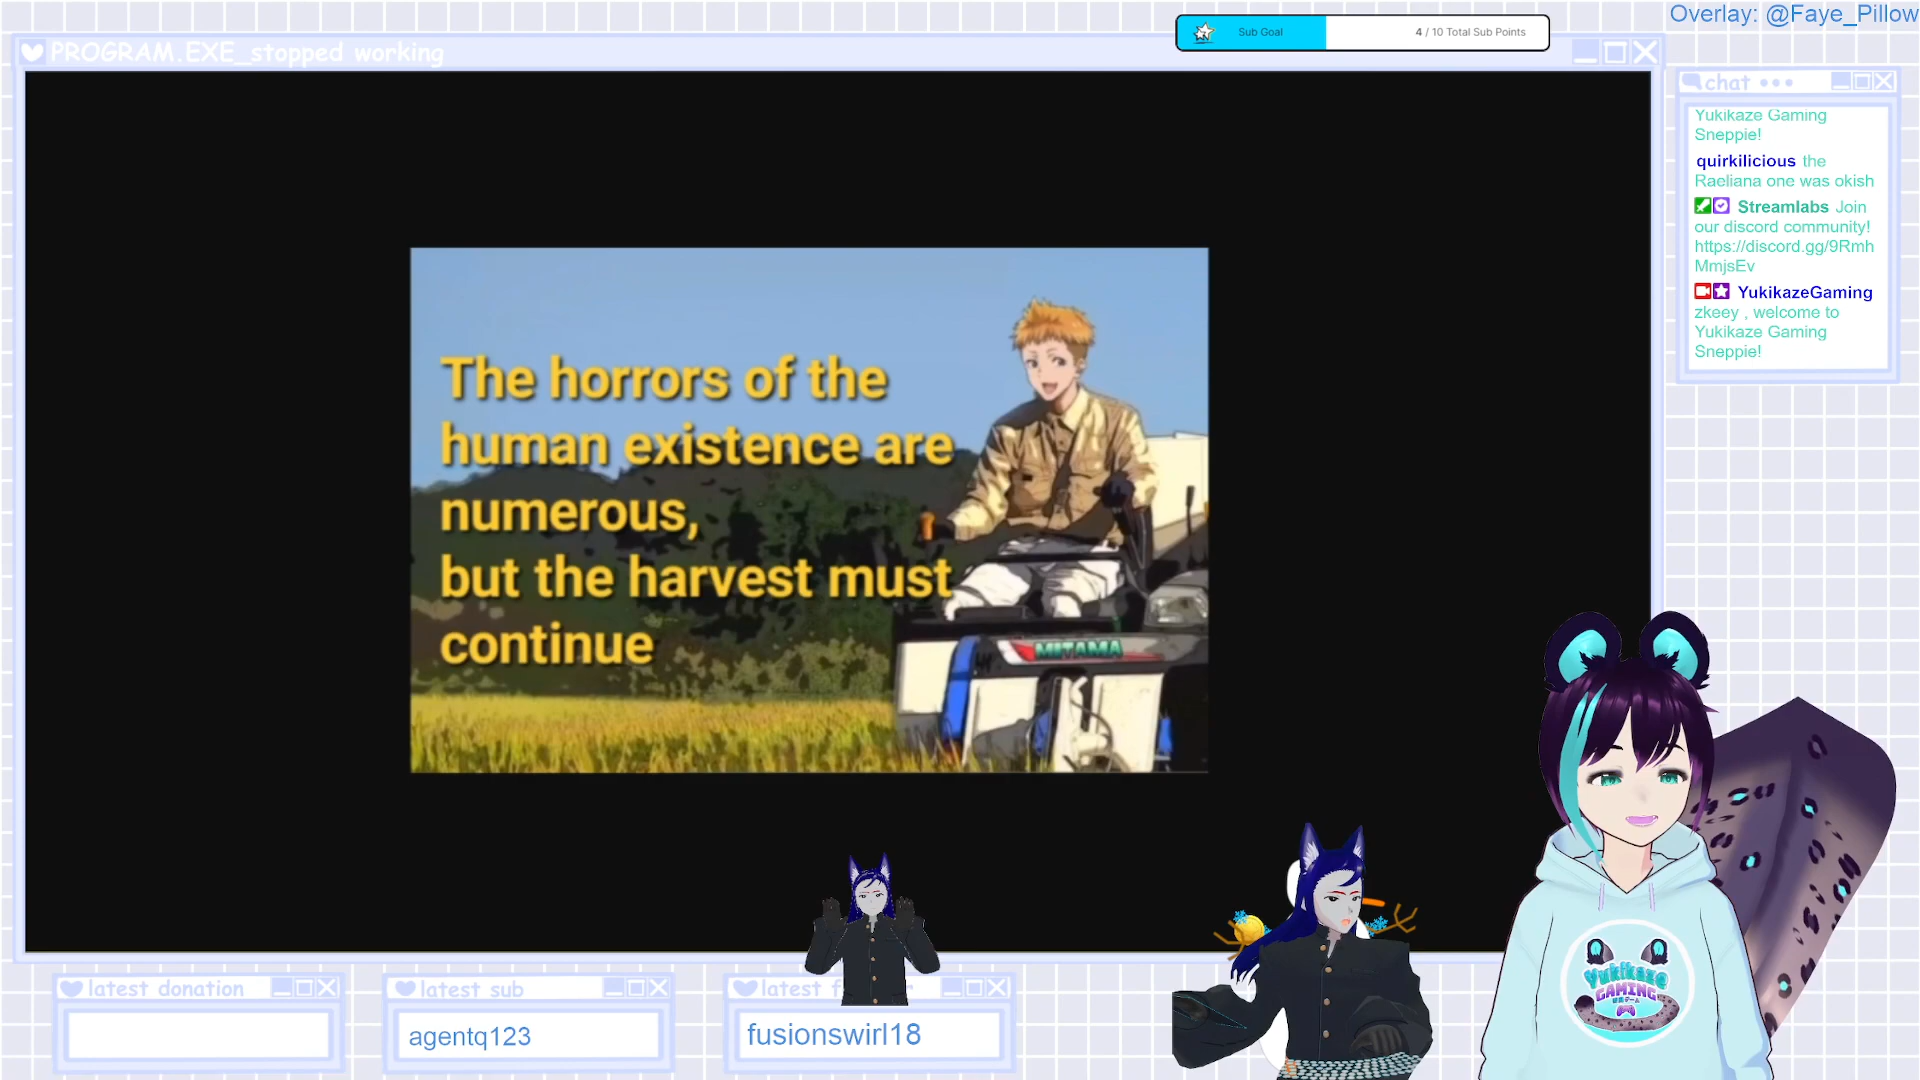 Overlay: @Faye_Pillow
Sub Goal
4 / 10 Total Sub Points
PROGRAM.EXE_stopped working
chat
Yukikaze Gaming
Sneppie!
quirkilicious the
Raeliana one was okish
Streamlabs Join
our discord community!
https://discord.gg/9Rmh
MmjsEv
YukikazeGaming
zkeey , welcome to
Yukikaze Gaming
Sneppie!
The horrors of the
human existence are
numerous,
but the harvest must
continue
MITAMA
Yukikaze
GAMING
latest donation
latest sub
agentq123
latest
fusionswirl18